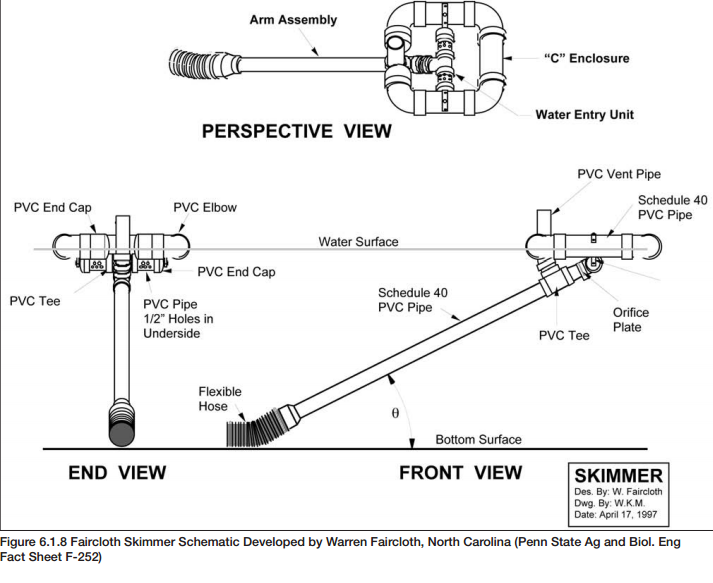 Arm Assembly
“C” Enclosure
Water Entry Unit
PERSPECTIVE VIEW
PVC Vent Pipe
PVC End Cap
PVC Elbow
Schedule 40
PVC Pipe
Water Surface
PVC End Cap
PVC Tee
PVC Pipe
1/2” Holes in
Underside
Schedule 40
PVC Pipe
Orifice
Plate
PVC Tee
Flexible
Hose
θ
Bottom Surface
END VIEW
FRONT VIEW
SKIMMER
Des. By: W. Faircloth
Dwg. By: W.K.M.
Date: April 17, 1997
Figure 6.1.8 Faircloth Skimmer Schematic Developed by Warren Faircloth, North Carolina (Penn State Ag and Biol. Eng
Fact Sheet F-252)